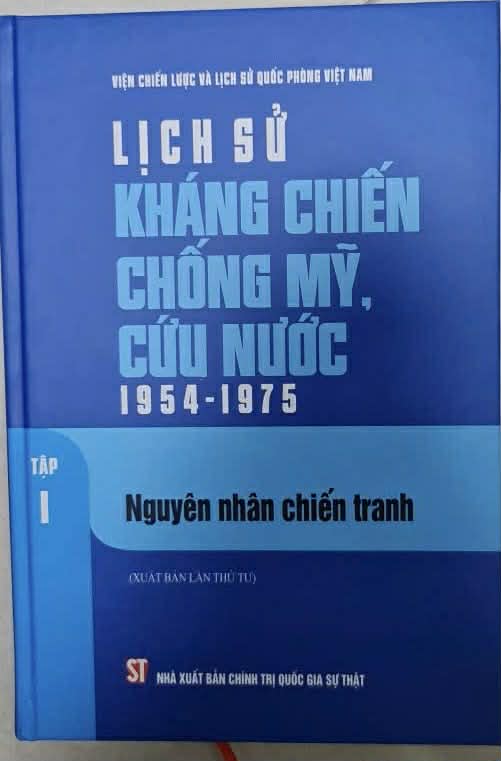 VIỆN CHIẾN LƯỢC VÀ LỊCH SỬ QUỐC PHÒNG VIỆT NAM
LỊCH SỬ
KHÁNG CHIẾN
CHỐNG MỸ,
CỨU NƯỚC
1954-1975
TẬP
I
Nguyên nhân chiến tranh
(XUẤT BẢN LẦN THỨ TƯ)
ST NHÀ XUẤT BẢN CHÍNH TRỊ QUỐC GIA SỰ THẬT